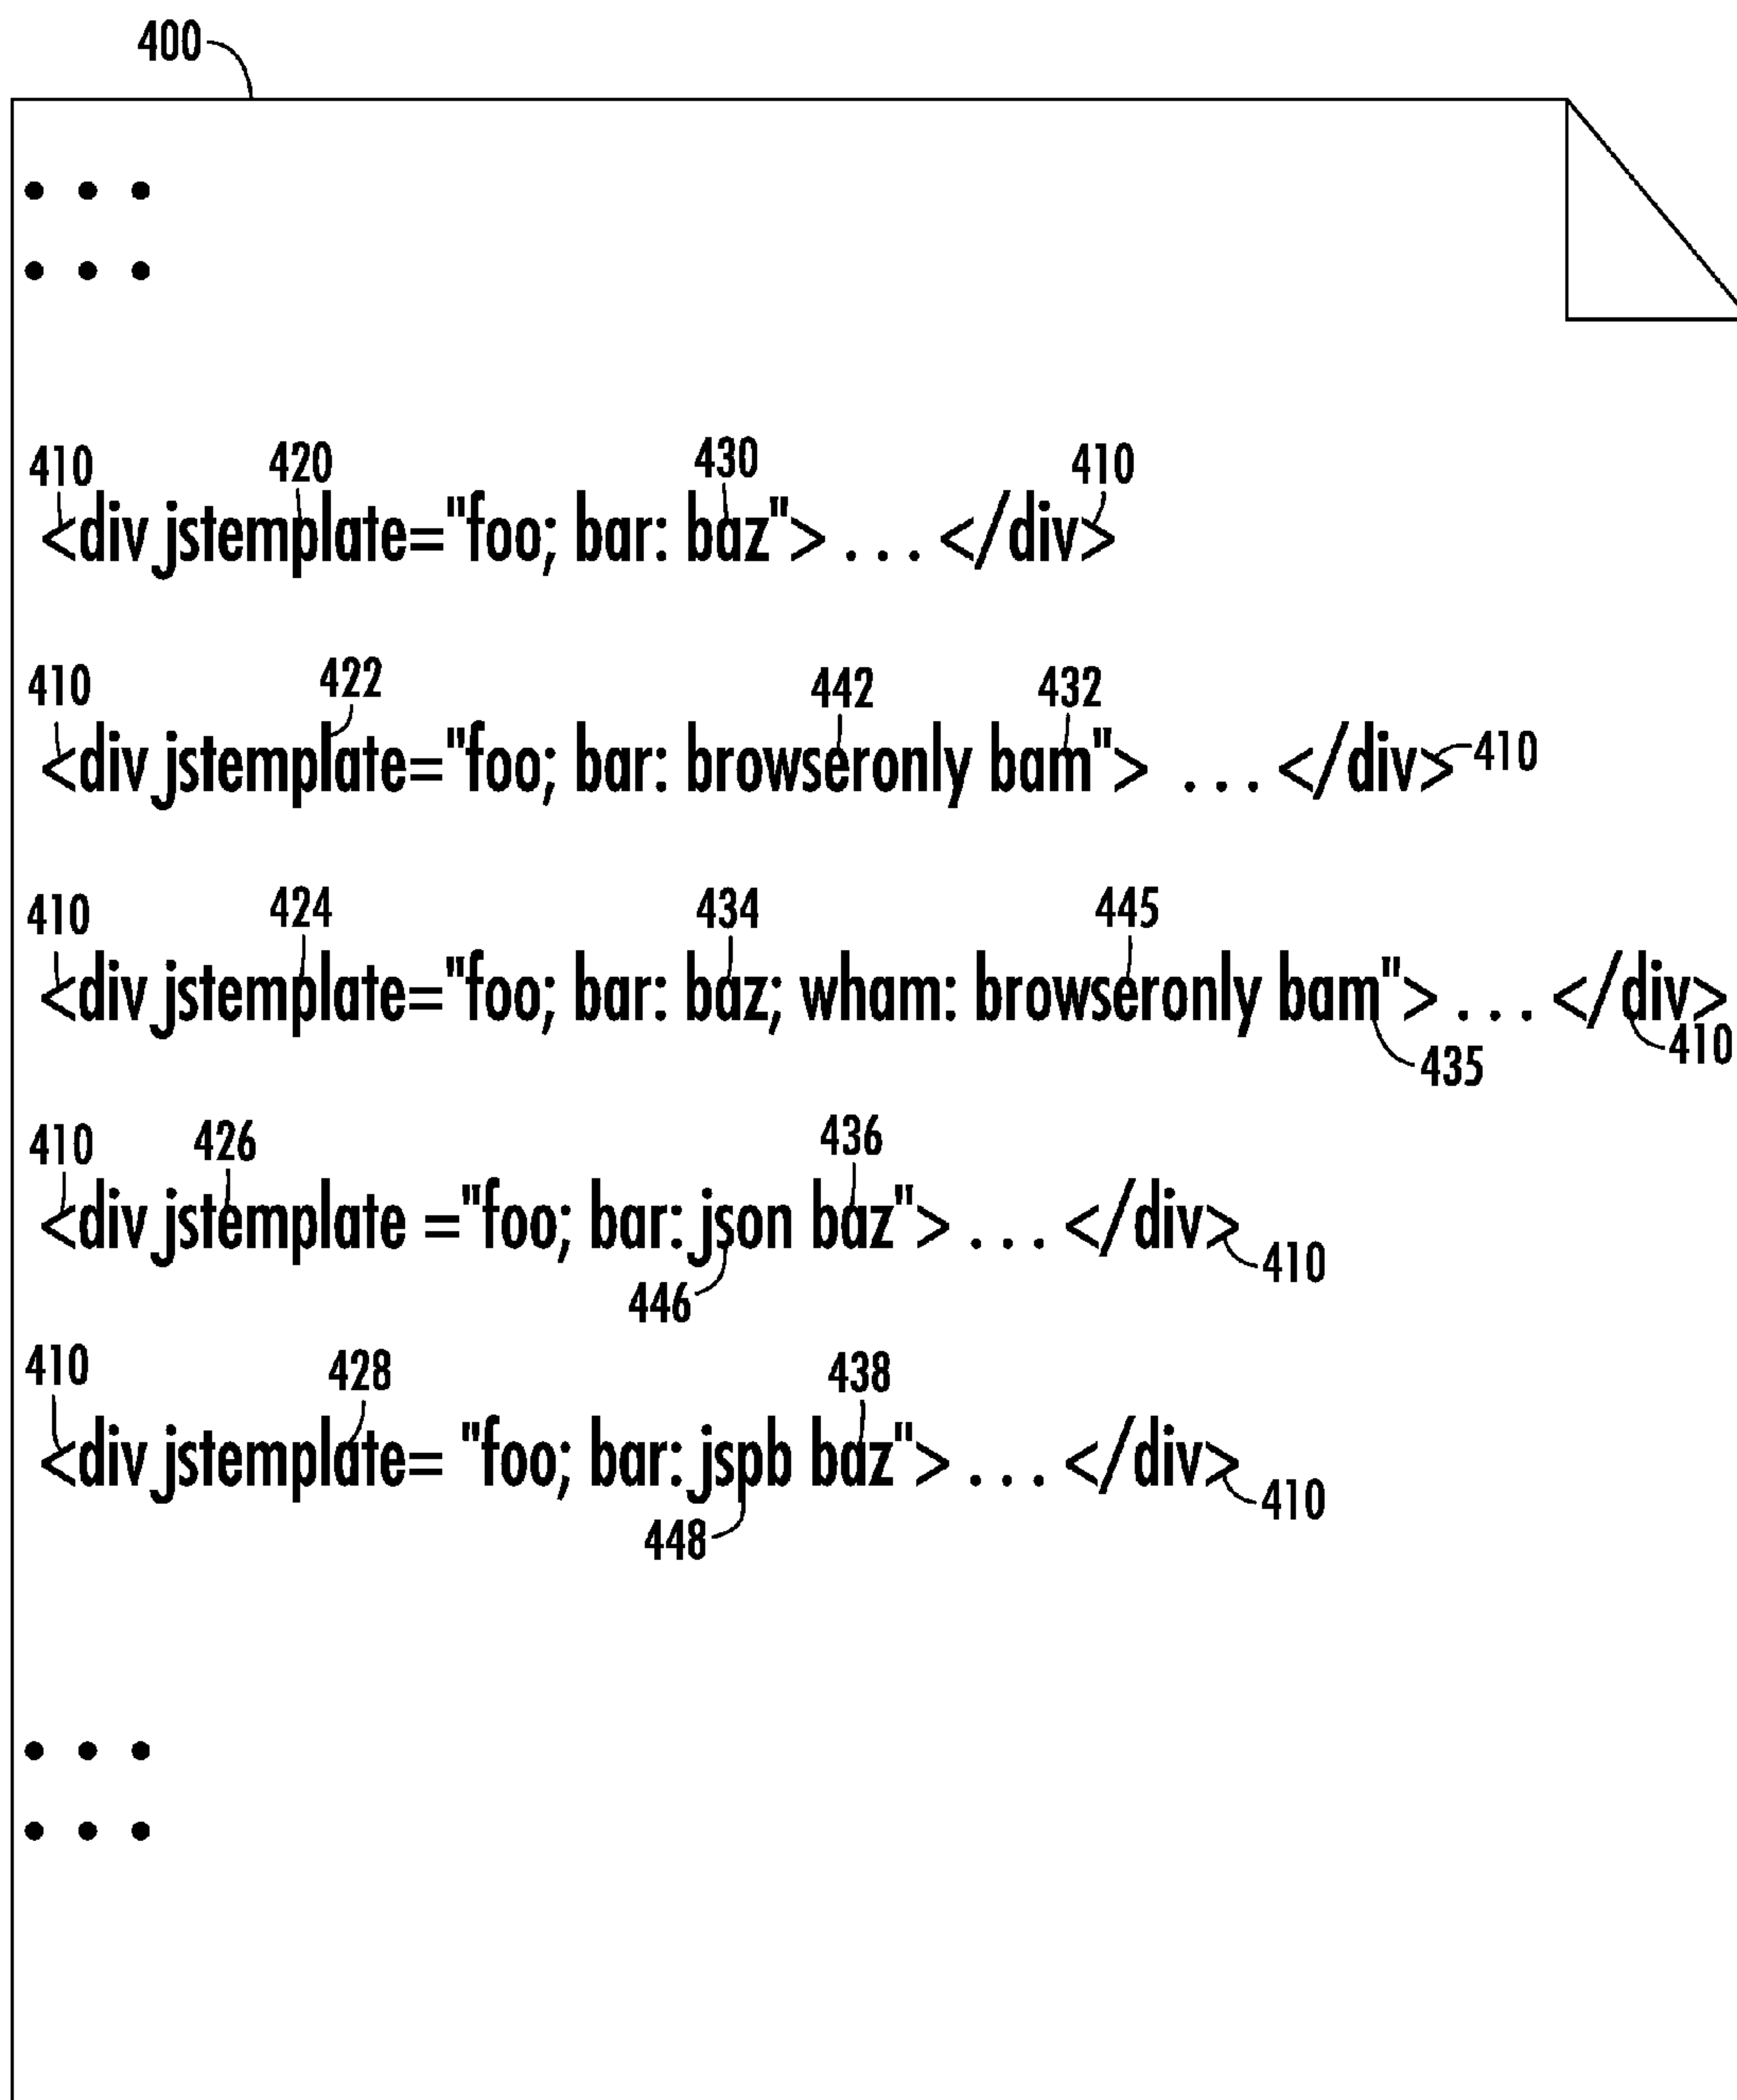 400
• • •
• • •
410 420 430 410
<div jstemplate="foo; bar: baz"> . . . </div>
410 422 442 432
<div jstemplate="foo; bar: browseronly bam"> . . . </div> 410
410 424 434 445
<div jstemplate="foo; bar: baz; wham: browseronly bam"> . . . </div>
435 410
410 426 436
<div jstemplate ="foo; bar: json baz"> . . . </div>
446 410
410 428 438
<div jstemplate= "foo; bar: jspb baz"> . . . </div>
448 410
• • •
• • •